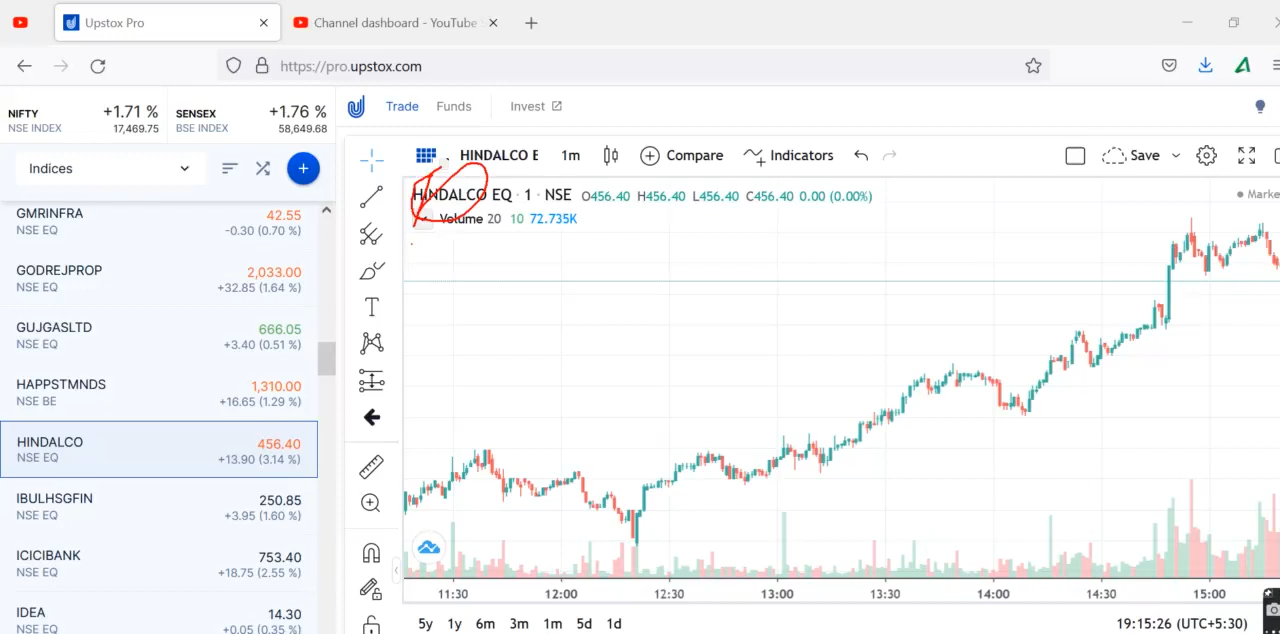 Upstox Pro
Channel dashboard - YouTube
https://pro.upstox.com
NIFTY +1.71 %
NSE INDEX 17,469.75
SENSEX +1.76 %
BSE INDEX 58,649.68
Trade Funds Invest
Indices
HINDALCO E 1m Compare Indicators Save
HINDALCO EQ · 1 · NSE O456.40 H456.40 L456.40 C456.40 0.00 (0.00%)
Marke
Volume 20 10 72.735K
GMRINFRA 42.55
NSE EQ -0.30 (0.70 %)
GODREJPROP 2,033.00
NSE EQ +32.85 (1.64 %)
GUJGASLTD 666.05
NSE EQ +3.40 (0.51 %)
HAPPSTMNDS 1,310.00
NSE BE +16.65 (1.29 %)
HINDALCO 456.40
NSE EQ +13.90 (3.14 %)
IBULHSGFIN 250.85
NSE EQ +3.95 (1.60 %)
ICICIBANK 753.40
NSE EQ +18.75 (2.55 %)
IDEA 14.30
NSE EQ +0.05 (0.35 %)
11:30 12:00 12:30 13:00 13:30 14:00 14:30 15:00
5y 1y 6m 3m 1m 5d 1d
19:15:26 (UTC+5:30)